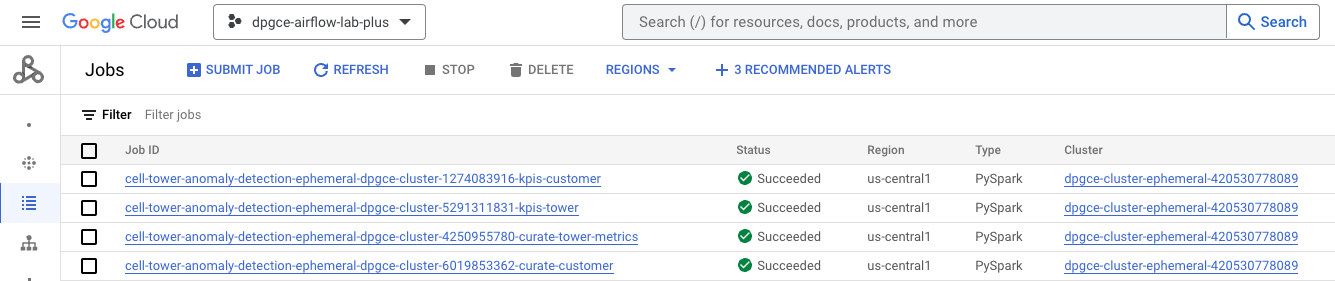 Google Cloud dpgce-airflow-lab-plus Search (/) for resources, docs, products, and more Search
Jobs SUBMIT JOB REFRESH STOP DELETE REGIONS 3 RECOMMENDED ALERTS
Filter Filter jobs
Job ID Status Region Type Cluster
cell-tower-anomaly-detection-ephemeral-dpgce-cluster-1274083916-kpis-customer Succeeded us-central1 PySpark dpgce-cluster-ephemeral-420530778089
cell-tower-anomaly-detection-ephemeral-dpgce-cluster-5291311831-kpis-tower Succeeded us-central1 PySpark dpgce-cluster-ephemeral-420530778089
cell-tower-anomaly-detection-ephemeral-dpgce-cluster-4250955780-curate-tower-metrics Succeeded us-central1 PySpark dpgce-cluster-ephemeral-420530778089
cell-tower-anomaly-detection-ephemeral-dpgce-cluster-6019853362-curate-customer Succeeded us-central1 PySpark dpgce-cluster-ephemeral-420530778089